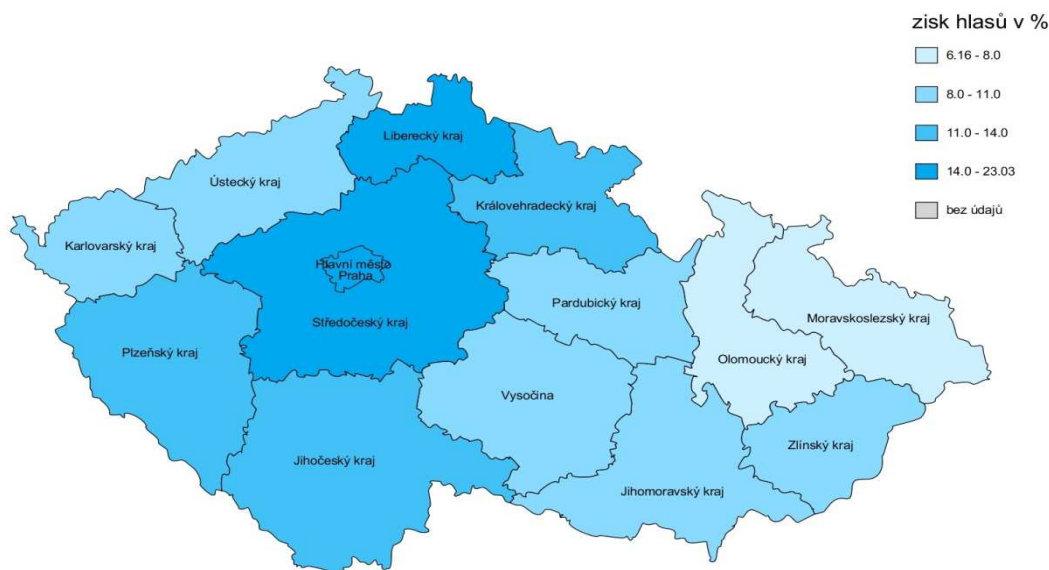 zisk hlasů v %
6.16 - 8.0
8.0 - 11.0
11.0 - 14.0
14.0 - 23.03
bez údajů
Liberecký kraj
Ústecký kraj
Královehradecký kraj
Karlovarský kraj
Hlavní město
Praha
Pardubický kraj
Středočeský kraj
Moravskoslezský kraj
Plzeňský kraj
Olomoucký kraj
Vysočina
Zlínský kraj
Jihočeský kraj
Jihomoravský kraj